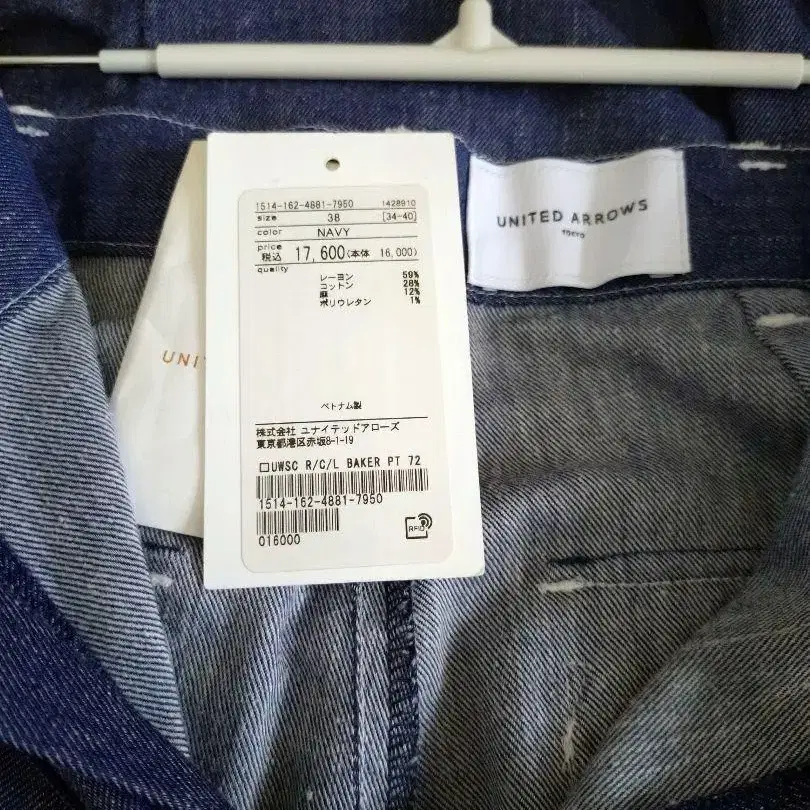 1514-162-4881-7950 1428910
size 38 [34-40]
color NAVY
price
税込 17,600(本体 16,000)
quality
レーヨン 59%
コットン 28%
麻 12%
ポリウレタン 1%
ベトナム製
株式会社 ユナイテッドアローズ
東京都港区赤坂8-1-19
□UWSC R/C/L BAKER PT 72
1514-162-4881-7950
016000
RFID
UNITED ARROWS
TOKYO
UNIT